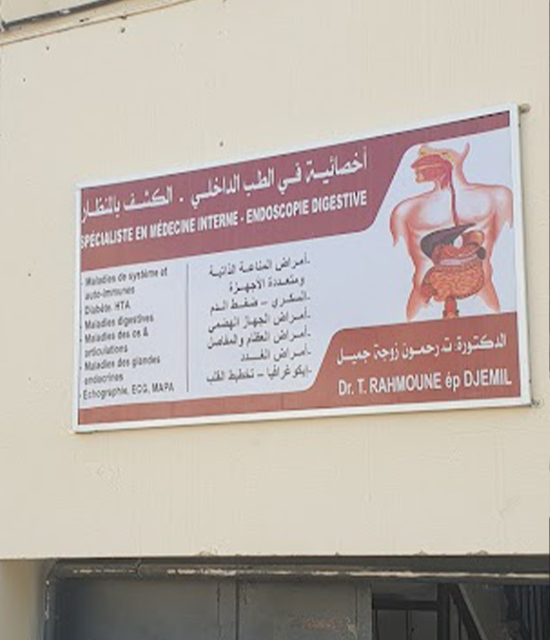 أخصائية في الطب الداخلي . الكشف بالمنظار
SPÉCIALISTE EN MÉDECINE INTERNE - ENDOSCOPIE DIGESTIVE
- Maladies de système et
auto-immunes
- Diabète, HTA
- Maladies digestives
- Maladies des os &
articulations
- Maladies des glandes
endocrines
- Echographie, ECG, MAPA
-أمراض المناعة الذاتية
ومتعددة الأجهزة
-السكري - ضغط الدم
-أمراض الجهاز الهضمي
-أمراض العظام والمفاصل
-أمراض الغدد
-إيكوغرافيا - تخطيط القلب
الدكتورة: ت. رحمون زوجة جميل
Dr. T. RAHMOUNE ép DJEMIL